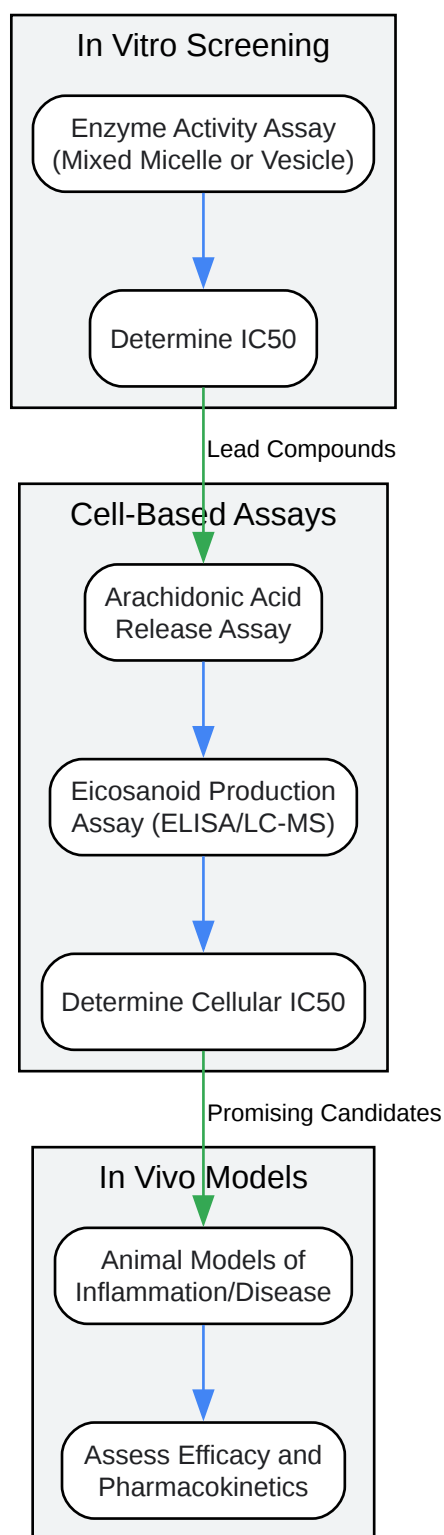 In Vitro Screening
Enzyme Activity Assay
(Mixed Micelle or Vesicle)
Determine IC50
Lead Compounds
Cell-Based Assays
Arachidonic Acid
Release Assay
Eicosanoid Production
Assay (ELISA/LC-MS)
Determine Cellular IC50
Promising Candidates
In Vivo Models
Animal Models of
Inflammation/Disease
Assess Efficacy and
Pharmacokinetics